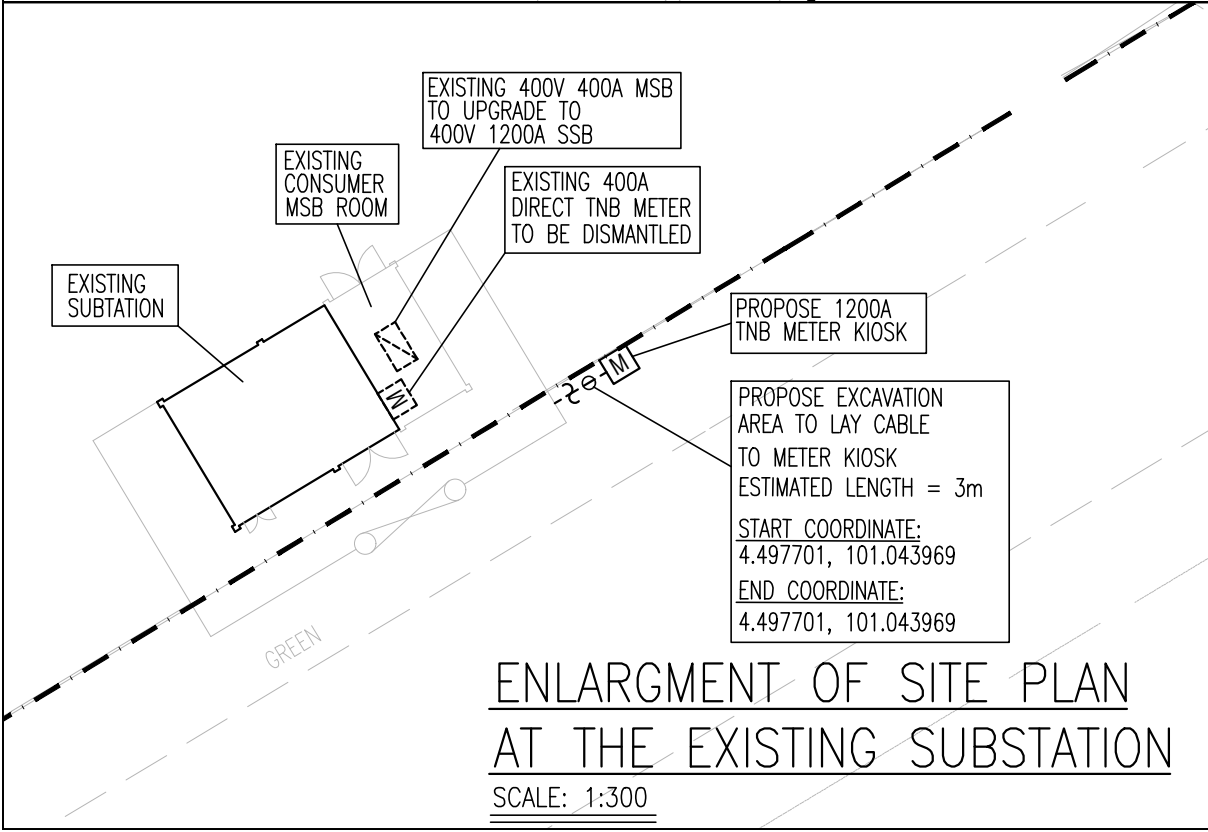 EXISTING 400V 400A MSB
TO UPGRADE TO
400V 1200A SSB
EXISTING
CONSUMER
MSB ROOM
EXISTING 400A
DIRECT TNB METER
TO BE DISMANTLED
EXISTING
SUBTATION
PROPOSE 1200A
TNB METER KIOSK
M
M
PROPOSE EXCAVATION
AREA TO LAY CABLE
TO METER KIOSK
ESTIMATED LENGTH = 3m
START COORDINATE:
4.497701, 101.043969
END COORDINATE:
4.497701, 101.043969
GREEN
ENLARGMENT OF SITE PLAN
AT THE EXISTING SUBSTATION
SCALE: 1:300